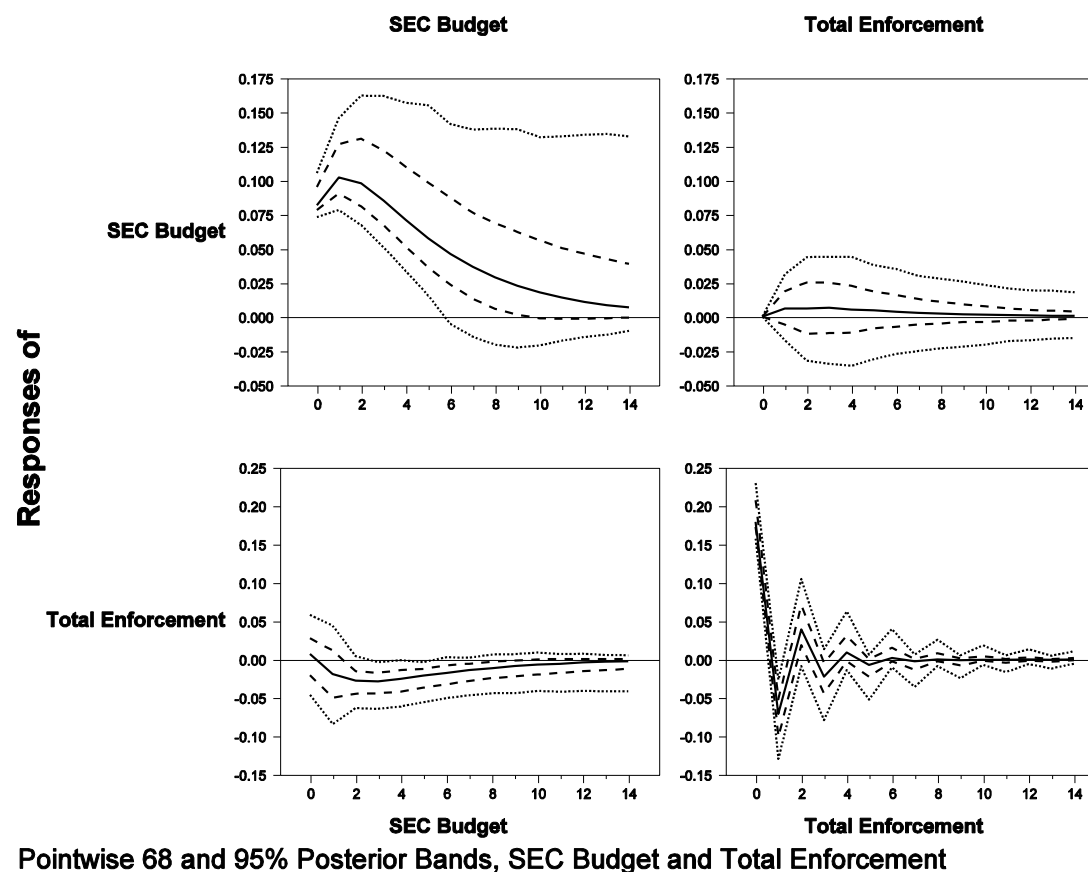 SEC Budget Total Enforcement
0.175 0.175
0.150 0.150
0.125 0.125
0.100 0.100
0.075 0.075
SEC Budget
0.050 0.050
0.025 0.025
0.000 0.000
-0.025 -0.025
-0.050 -0.050
0 2 4 6 8 10 12 14 0 2 4 6 8 10 12 14
Responses of
0.25 0.25
0.20 0.20
0.15 0.15
0.10 0.10
0.05 0.05
Total Enforcement
0.00 0.00
-0.05 -0.05
-0.10 -0.10
-0.15 -0.15
0 2 4 6 8 10 12 14 0 2 4 6 8 10 12 14
SEC Budget Total Enforcement
Pointwise 68 and 95% Posterior Bands, SEC Budget and Total Enforcement